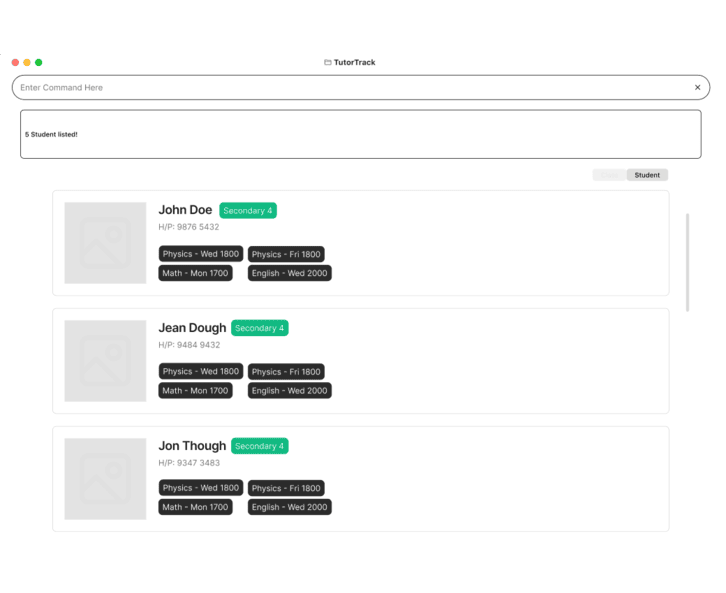 TutorTrack
Enter Command Here
5 Student listed!
Student
John Doe Secondary 4
H/P: 9876 5432
Physics - Wed 1800 Physics - Fri 1800
Math - Mon 1700 English - Wed 2000
Jean Dough Secondary 4
H/P: 9484 9432
Physics - Wed 1800 Physics - Fri 1800
Math - Mon 1700 English - Wed 2000
Jon Though Secondary 4
H/P: 9347 3483
Physics - Wed 1800 Physics - Fri 1800
Math - Mon 1700 English - Wed 2000